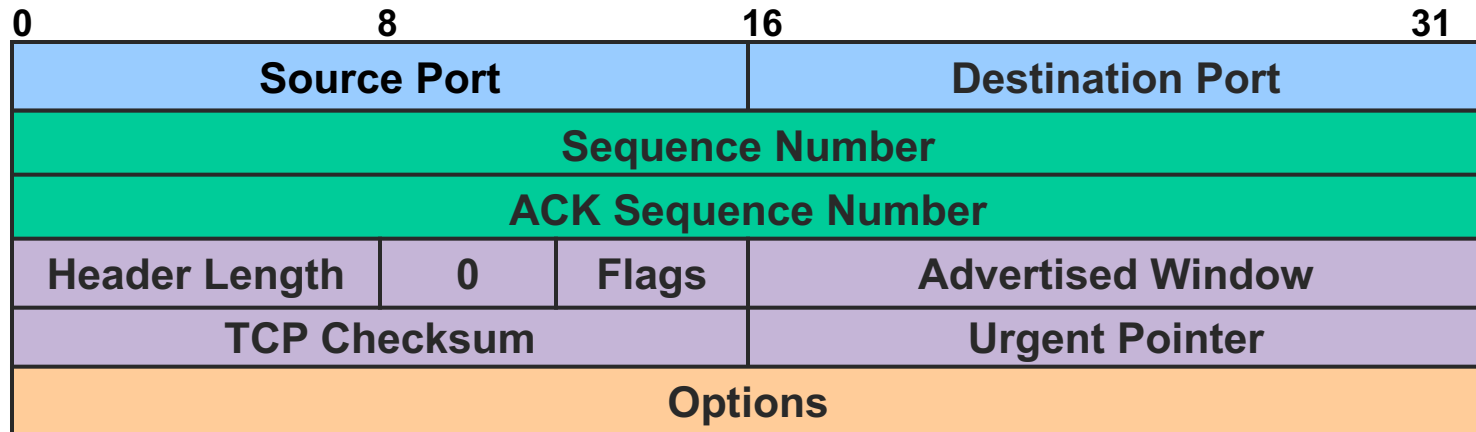 0 8 16 31
Source Port Destination Port
Sequence Number
ACK Sequence Number
Header Length 0 Flags Advertised Window
TCP Checksum Urgent Pointer
Options